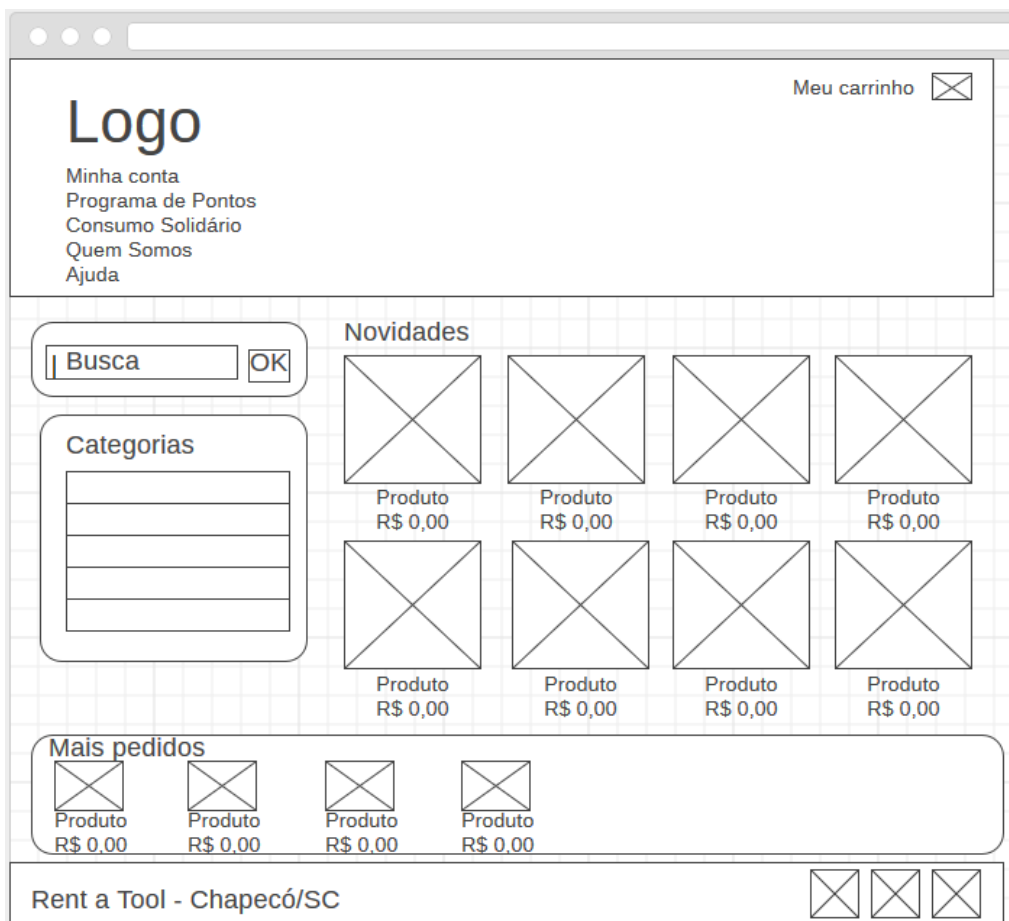 Meu carrinho
Logo
Minha conta
Programa de Pontos
Consumo Solidário
Quem Somos
Ajuda
Busca OK
Categorias
Novidades
Produto Produto Produto Produto
R$ 0,00 R$ 0,00 R$ 0,00 R$ 0,00
Produto Produto Produto Produto
R$ 0,00 R$ 0,00 R$ 0,00 R$ 0,00
Mais pedidos
Produto Produto Produto Produto
R$ 0,00 R$ 0,00 R$ 0,00 R$ 0,00
Rent a Tool - Chapecó/SC